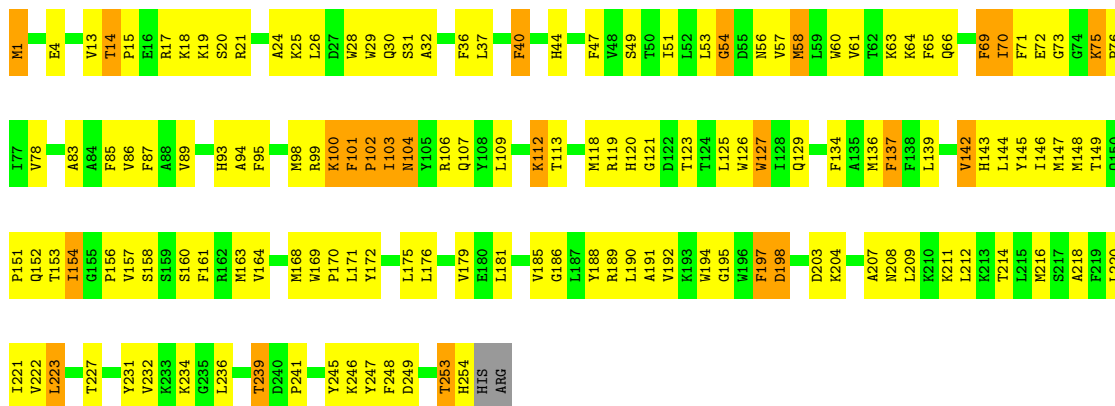 M1 E4 V13 T14 P15 E16 R17 K18 K19 S20 R21 A24 K25 L26 D27 W28 W29 Q30 S31 A32 F36 L37 F40 H44 F47 V48 S49 T50 I51 L52 L53 G54 D55 N56 V57 M58 L59 W60 V61 T62 K63 K64 F65 Q66 F69 I70 F71 E72 G73 G74 K75
I77 V78 A83 A84 F85 V86 F87 A88 V89 H93 A94 F95 M98 R99 K100 F101 P102 I103 N104 Y105 R106 Q107 Y108 L109 K112 T113 M118 R119 H120 G121 D122 T123 T124 L125 W126 W127 I128 Q129 F134 A135 M136 F137 F138 L139 V142 H143 L144 Y145 I146 M147 M148 T149
P151 Q152 T153 I154 G155 P156 V157 S158 S159 S160 F161 R162 M163 V164 M168 W169 P170 L171 Y172 L175 L176 V179 E180 L181 V185 G186 L187 Y188 R189 L190 A191 V192 K193 W194 G195 W196 F197 D198 D203 K204 A207 N208 L209 K210 K211 L212 K213 T214 L215 M216 S217 A218 F219
I221 V222 L223 T227 Y231 V232 K233 K234 G235 L236 T239 D240 P241 Y245 K246 Y247 F248 D249 T253 H254 HIS ARG